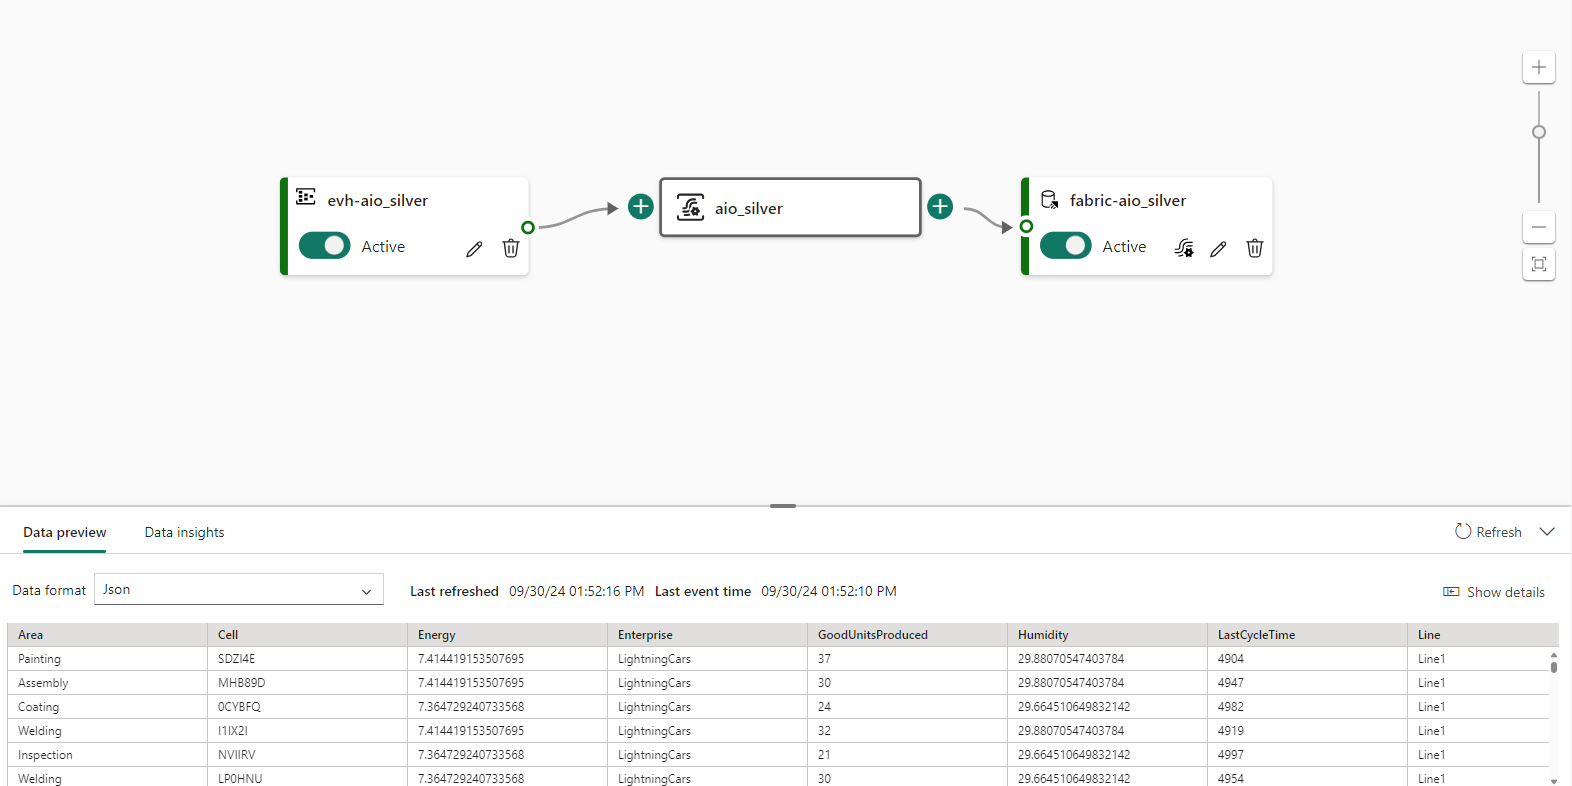 evh-aio_silver
Active
aio_silver
fabric-aio_silver
Active
Data preview Data insights Refresh
Data format Json Last refreshed 09/30/24 01:52:16 PM Last event time 09/30/24 01:52:10 PM Show details
Area Cell Energy Enterprise GoodUnitsProduced Humidity LastCycleTime Line
Painting SDZI4E 7.414419153507695 LightningCars 37 29.88070547403784 4904 Line1
Assembly MHB89D 7.414419153507695 LightningCars 30 29.88070547403784 4947 Line1
Coating 0CYBFQ 7.364729240733568 LightningCars 24 29.664510649832142 4982 Line1
Welding I1IX2I 7.414419153507695 LightningCars 32 29.88070547403784 4919 Line1
Inspection NVIIRV 7.364729240733568 LightningCars 21 29.664510649832142 4997 Line1
Welding LP0HNU 7.364729240733568 LightningCars 30 29.664510649832142 4954 Line1